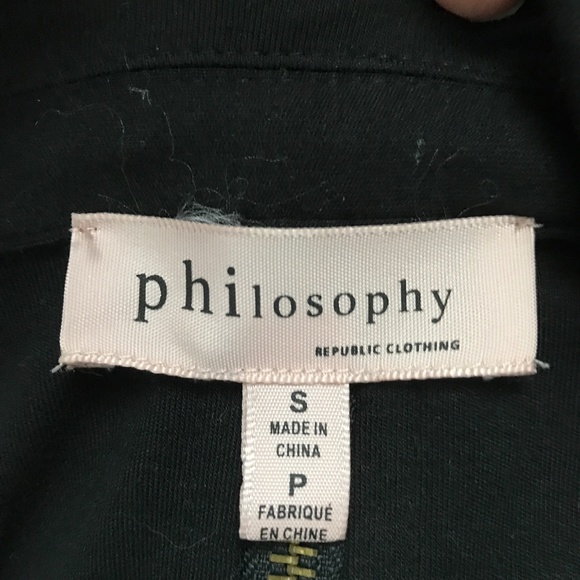 philosophy
REPUBLIC CLOTHING
S
MADE IN
CHINA
P
FABRIQUÉ
EN CHINE